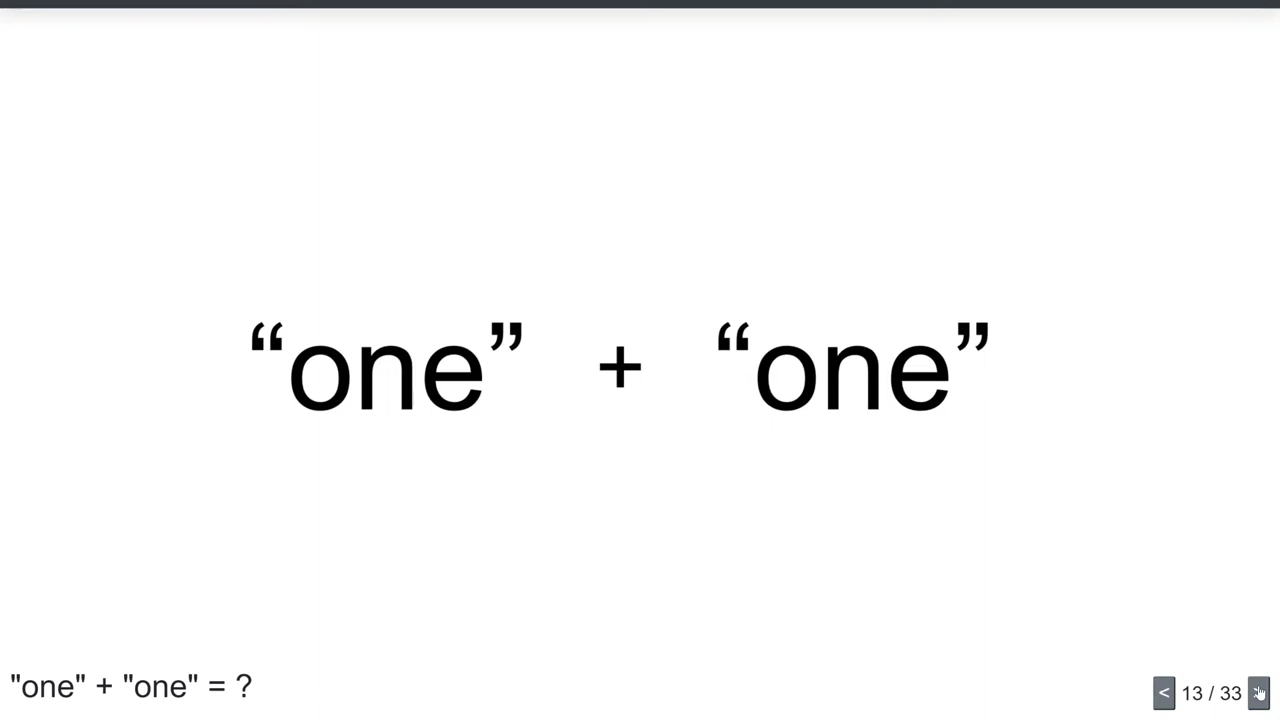 “one” + “one”
"one" + "one" = ?
< 13 / 33 >